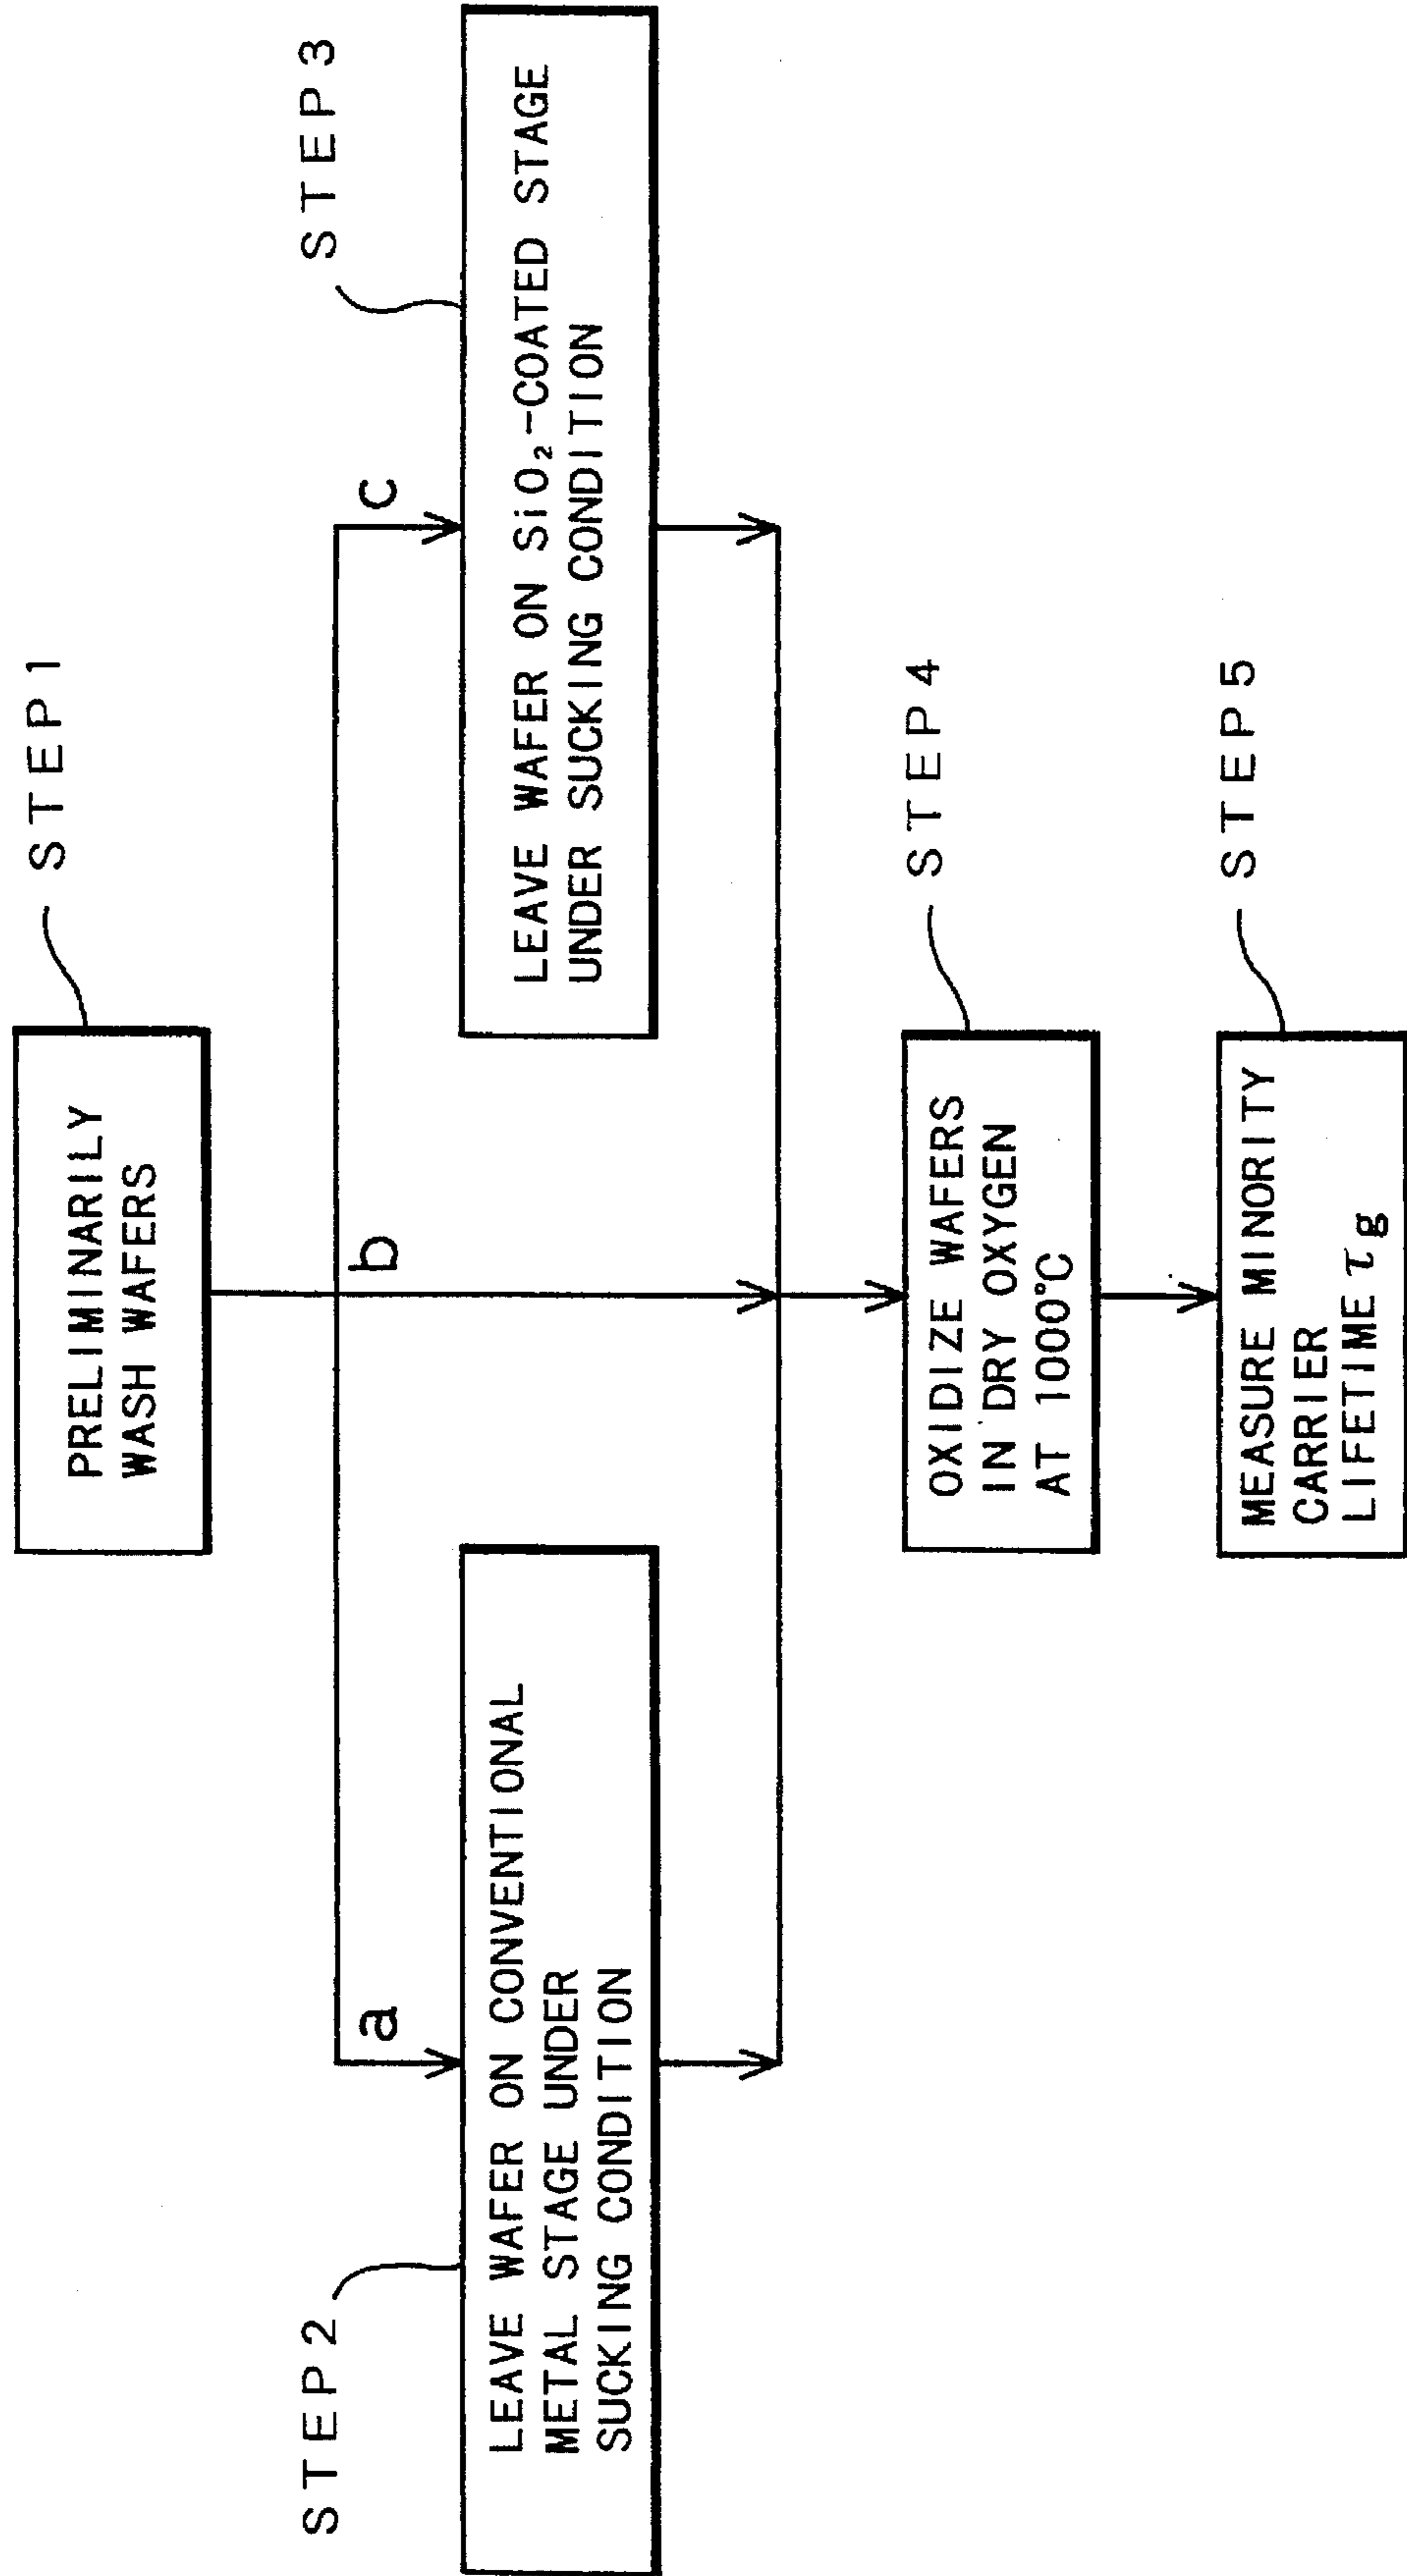 STEP1
PRELIMINARILY
WASH WAFERS
a
b
c
STEP2
LEAVE WAFER ON CONVENTIONAL
METAL STAGE UNDER
SUCKING CONDITION
STEP3
LEAVE WAFER ON SiO₂-COATED STAGE
UNDER SUCKING CONDITION
STEP4
OXIDIZE WAFERS
IN DRY OXYGEN
AT 1000°C
STEP5
MEASURE MINORITY
CARRIER
LIFETIME τg